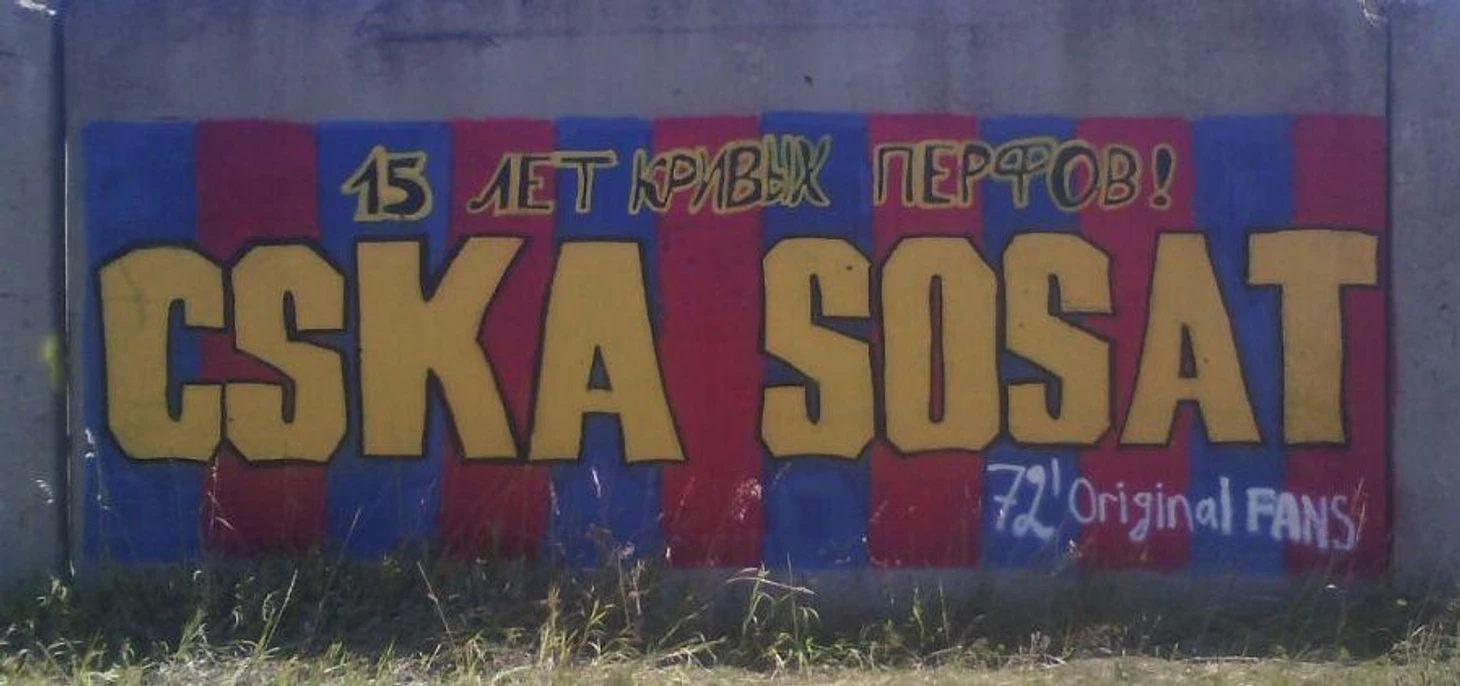 15 ЛЕТ КРИВЫХ ПЕРФОВ!
CSKA SOSAT
72' Original FANS